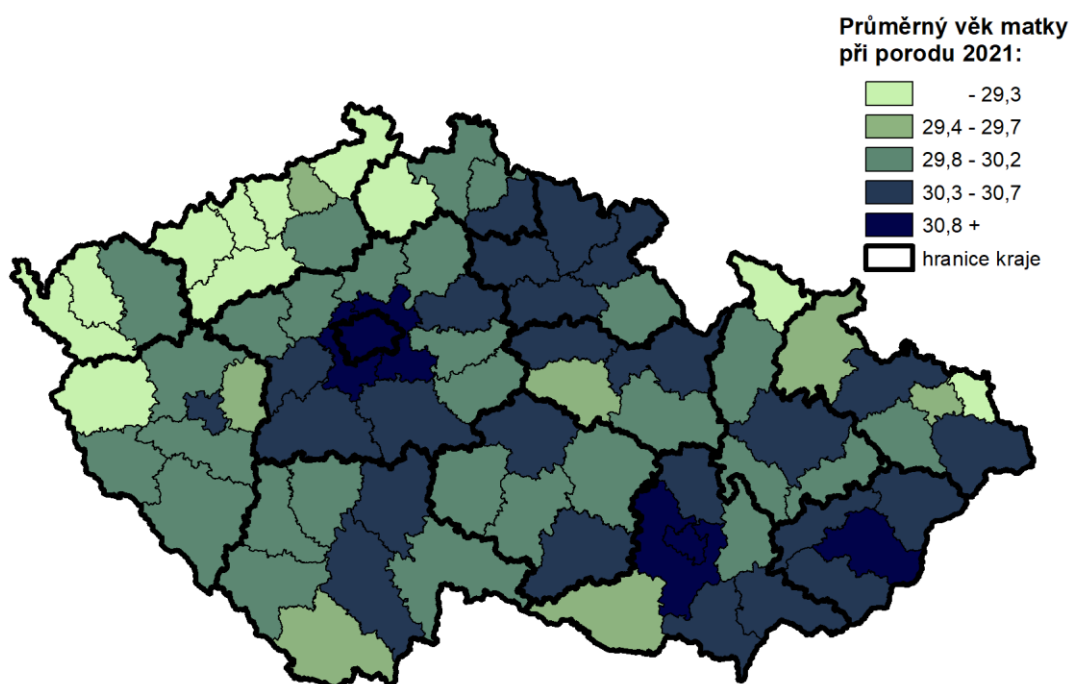 Průměrný věk matky
při porodu 2021:
- 29,3
29,4 - 29,7
29,8 - 30,2
30,3 - 30,7
30,8 +
hranice kraje